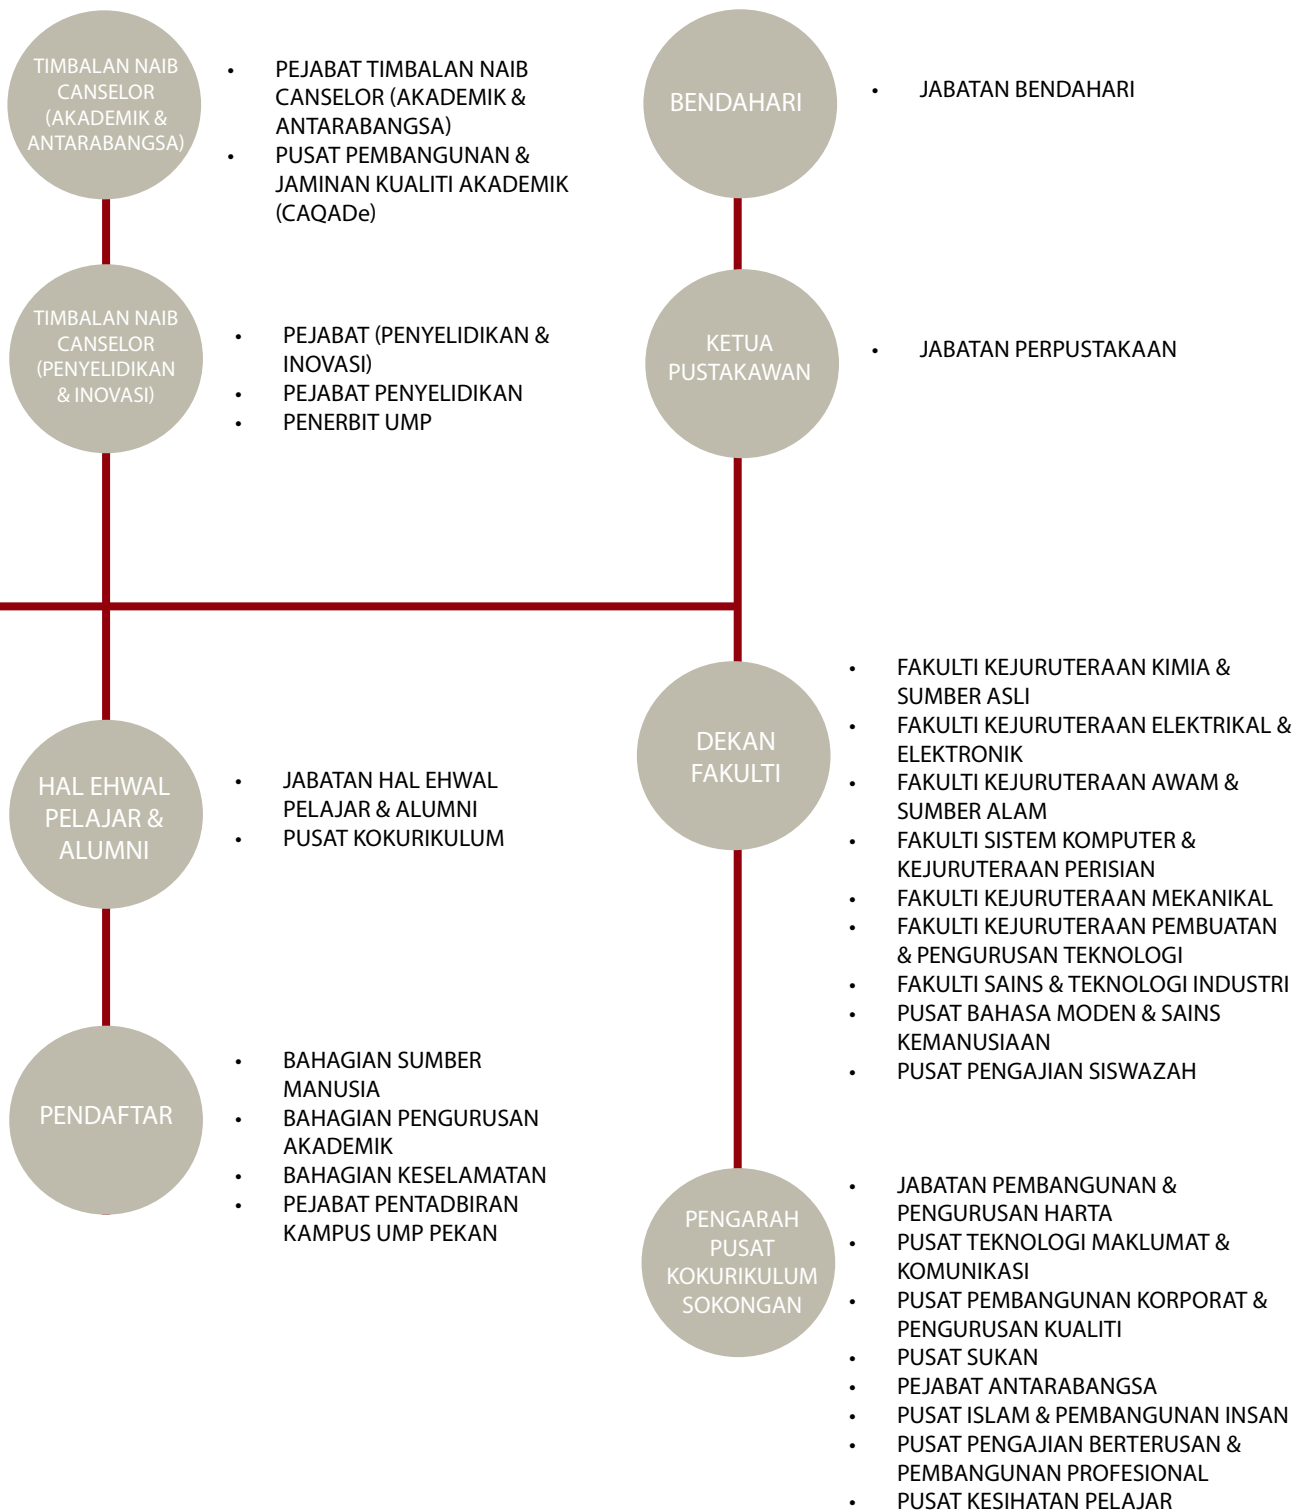 TIMBALAN NAIB
CANSELOR
(AKADEMIK &
ANTARABANGSA)
• PEJABAT TIMBALAN NAIB
CANSELOR (AKADEMIK &
ANTARABANGSA)
• PUSAT PEMBANGUNAN &
JAMINAN KUALITI AKADEMIK
(CAQADe)
TIMBALAN NAIB
CANSELOR
(PENYELIDIKAN
& INOVASI)
• PEJABAT (PENYELIDIKAN &
INOVASI)
• PEJABAT PENYELIDIKAN
• PENERBIT UMP
HAL EHWAL
PELAJAR &
ALUMNI
• JABATAN HAL EHWAL
PELAJAR & ALUMNI
• PUSAT KOKURIKULUM
PENDAFTAR
• BAHAGIAN SUMBER
MANUSIA
• BAHAGIAN PENGURUSAN
AKADEMIK
• BAHAGIAN KESELAMATAN
• PEJABAT PENTADBIRAN
KAMPUS UMP PEKAN
BENDAHARI
• JABATAN BENDAHARI
KETUA
PUSTAKAWAN
• JABATAN PERPUSTAKAAN
DEKAN
FAKULTI
• FAKULTI KEJURUTERAAN KIMIA &
SUMBER ASLI
• FAKULTI KEJURUTERAAN ELEKTRIKAL &
ELEKTRONIK
• FAKULTI KEJURUTERAAN AWAM &
SUMBER ALAM
• FAKULTI SISTEM KOMPUTER &
KEJURUTERAAN PERISIAN
• FAKULTI KEJURUTERAAN MEKANIKAL
• FAKULTI KEJURUTERAAN PEMBUATAN
& PENGURUSAN TEKNOLOGI
• FAKULTI SAINS & TEKNOLOGI INDUSTRI
• PUSAT BAHASA MODEN & SAINS
KEMANUSIAAN
• PUSAT PENGAJIAN SISWAZAH
PENGARAH
PUSAT
KOKURIKULUM
SOKONGAN
• JABATAN PEMBANGUNAN &
PENGURUSAN HARTA
• PUSAT TEKNOLOGI MAKLUMAT &
KOMUNIKASI
• PUSAT PEMBANGUNAN KORPORAT &
PENGURUSAN KUALITI
• PUSAT SUKAN
• PEJABAT ANTARABANGSA
• PUSAT ISLAM & PEMBANGUNAN INSAN
• PUSAT PENGAJIAN BERTERUSAN &
PEMBANGUNAN PROFESIONAL
• PUSAT KESIHATAN PELAJAR